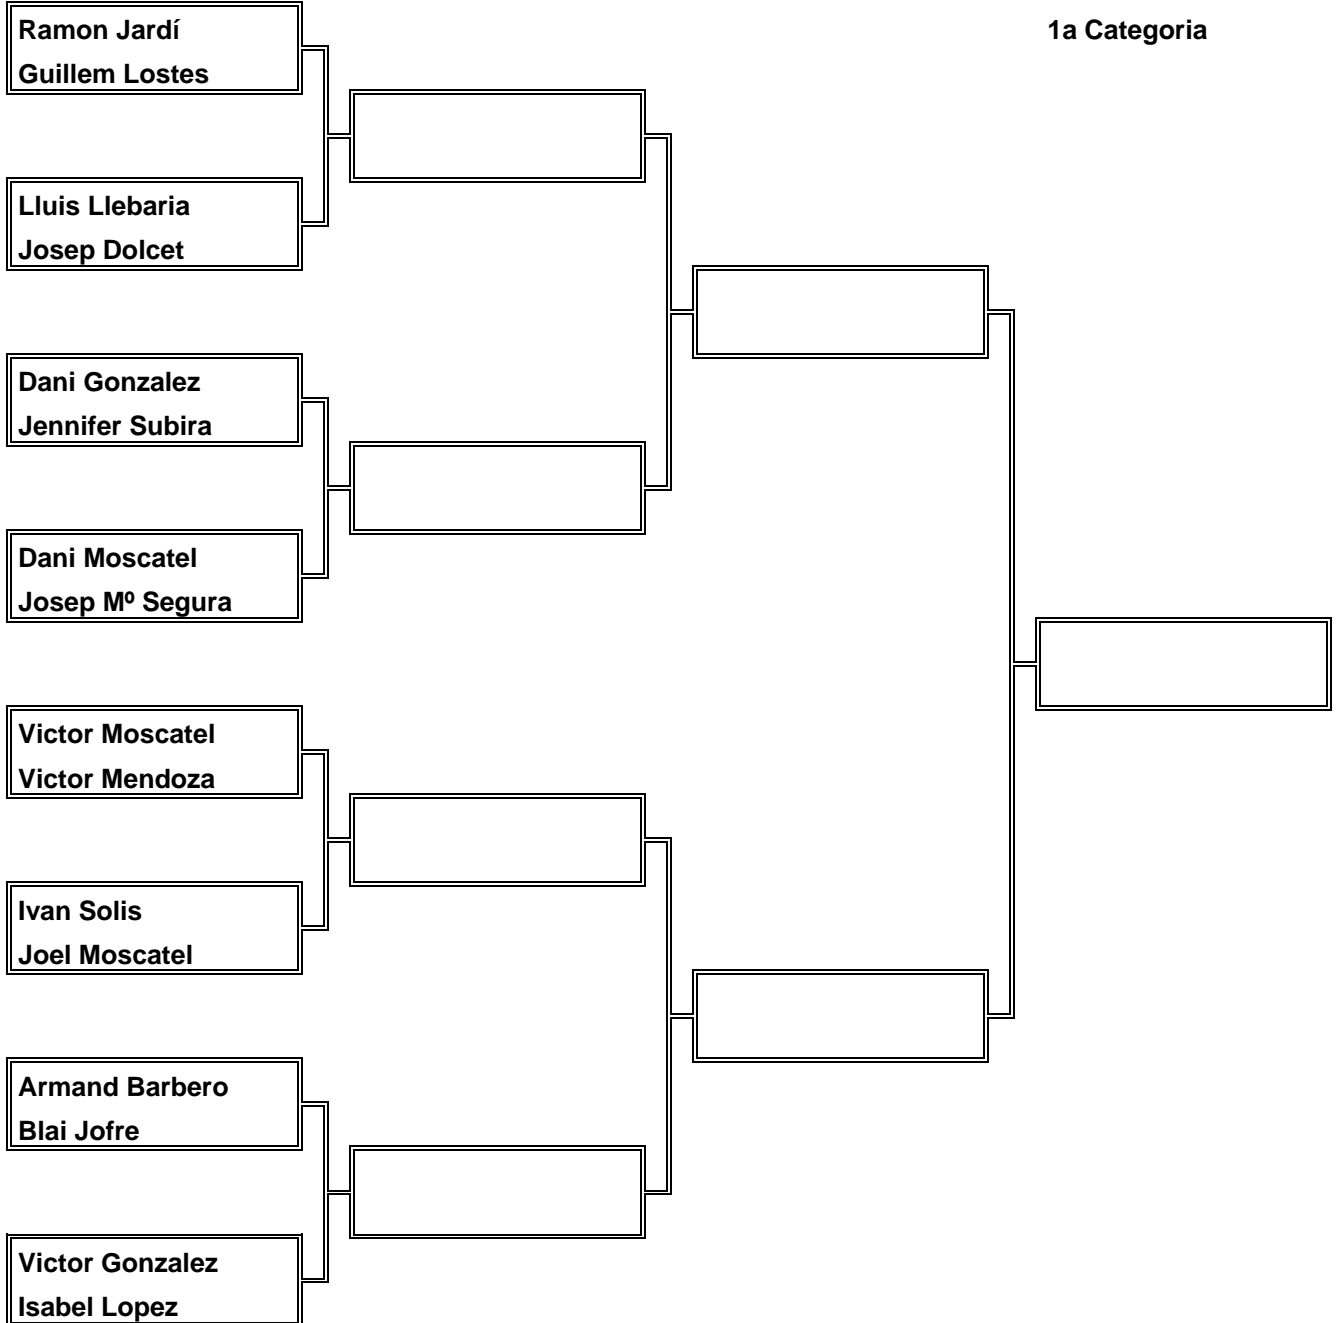 Ramon Jardí
1a Categoria
Guillem Lostes
Lluis Llebaria
Josep Dolcet
Dani Gonzalez
Jennifer Subira
Dani Moscatel
Josep Mº Segura
Victor Moscatel
Victor Mendoza
Ivan Solis
Joel Moscatel
Armand Barbero
Blai Jofre
Victor Gonzalez
Isabel Lopez